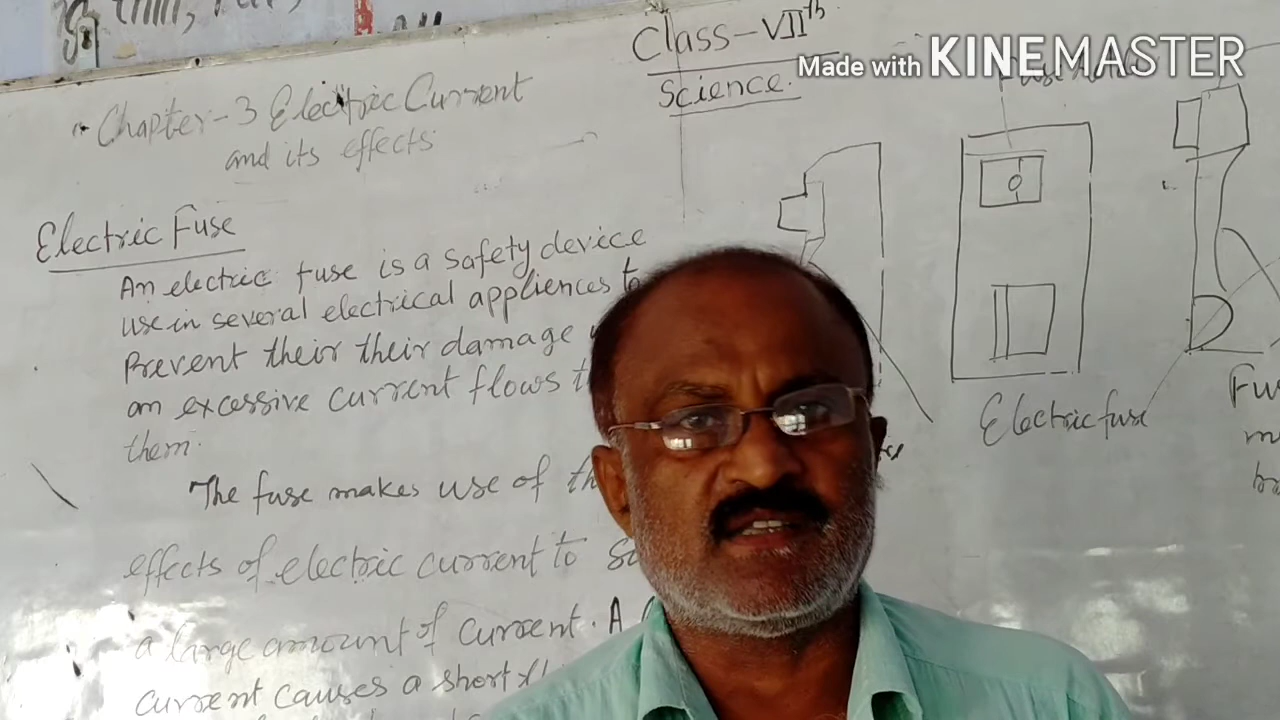 Class-VIIth
Science.
Made with KINEMASTER
Chapter-3 Electric Current
and its effects
Electric Fuse
An electric fuse is a safety device
use in several electrical appliences to
Prevent their their damage
an excessive current flows
them.
The fuse makes use of
effects of electric current to
a large amount of current. A
current causes a short
Electric fuse